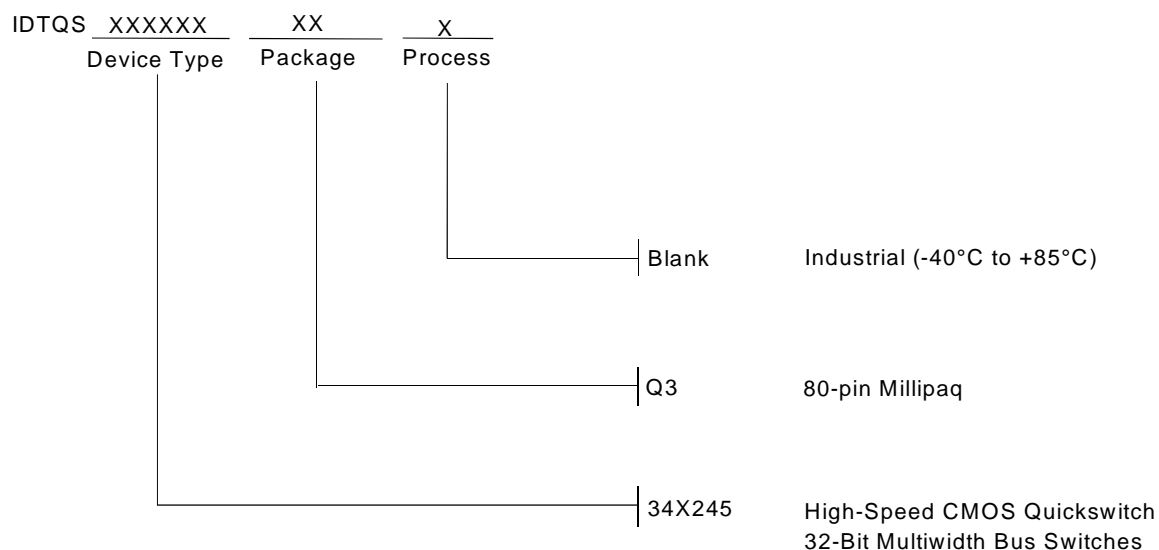 IDTQS XXXXXX XX X
Device Type Package Process
Blank Industrial (-40°C to +85°C)
Q3 80-pin Millipaq
34X245 High-Speed CMOS Quickswitch
32-Bit Multiwidth Bus Switches